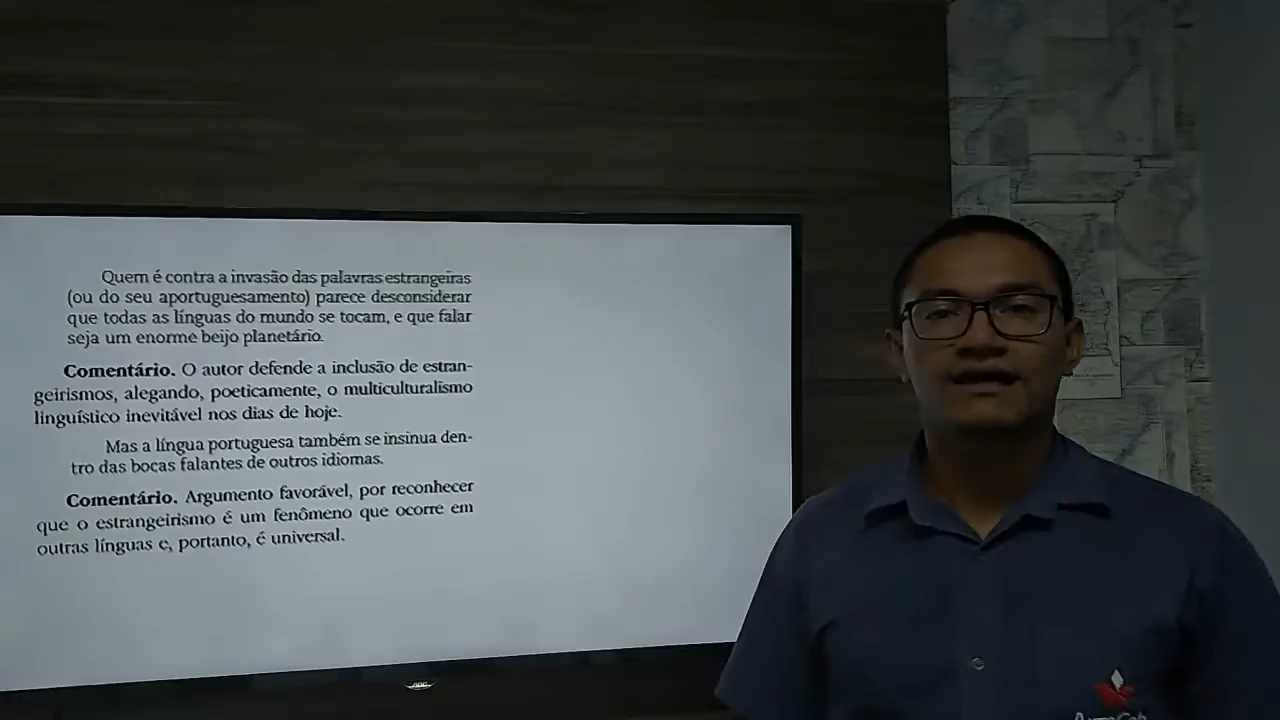 Quem é contra a invasão das palavras estrangeiras
(ou do seu aportuguesamento) parece desconsiderar
que todas as línguas do mundo se tocam, e que falar
seja um enorme beijo planetário.
Comentário. O autor defende a inclusão de estran-
geirismos, alegando, poeticamente, o multiculturalismo
linguístico inevitável nos dias de hoje.
Mas a língua portuguesa também se insinua den-
tro das bocas falantes de outros idiomas.
Comentário. Argumento favorável, por reconhecer
que o estrangeirismo é um fenômeno que ocorre em
outras línguas e, portanto, é universal.
AOC